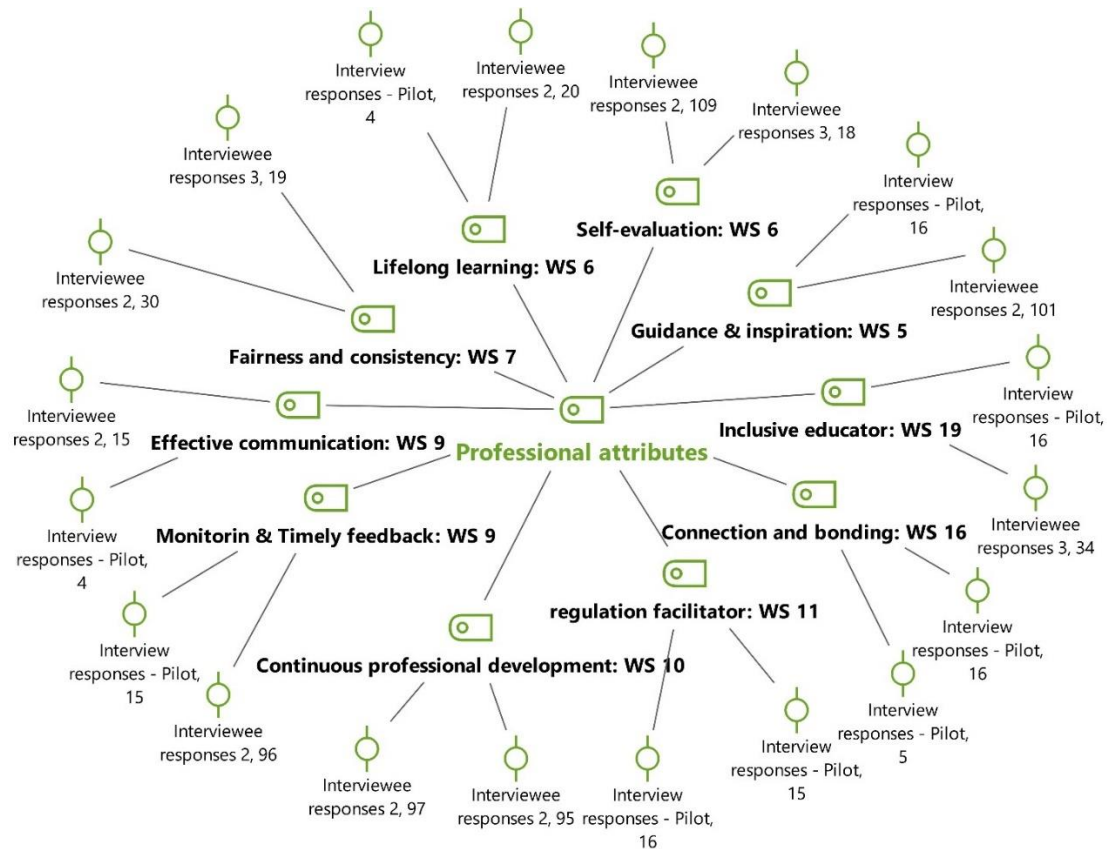 Interview
responses - Pilot,
4
Interviewee
responses 2, 20
Interviewee
responses 2, 109
Interviewee
responses 3, 18
Interviewee
responses 3, 19
Interview
responses - Pilot,
16
Interviewee
responses 2, 30
Interviewee
responses 2, 101
Lifelong learning: WS 6
Self-evaluation: WS 6
Fairness and consistency: WS 7
Guidance & inspiration: WS 5
Interviewee
responses 2, 15
Effective communication: WS 9
Professional attributes
Inclusive educator: WS 19
Interview
responses - Pilot,
16
Interview
responses - Pilot,
4
Monitorin & Timely feedback: WS 9
Connection and bonding: WS 16
Interviewee
responses 3, 34
Interview
responses - Pilot,
15
regulation facilitator: WS 11
Interview
responses - Pilot,
16
Continuous professional development: WS 10
Interviewee
responses 2, 96
Interview
responses - Pilot,
5
Interviewee
responses 2, 97
Interviewee
responses 2, 95
Interview
responses - Pilot,
16
Interview
responses - Pilot,
15